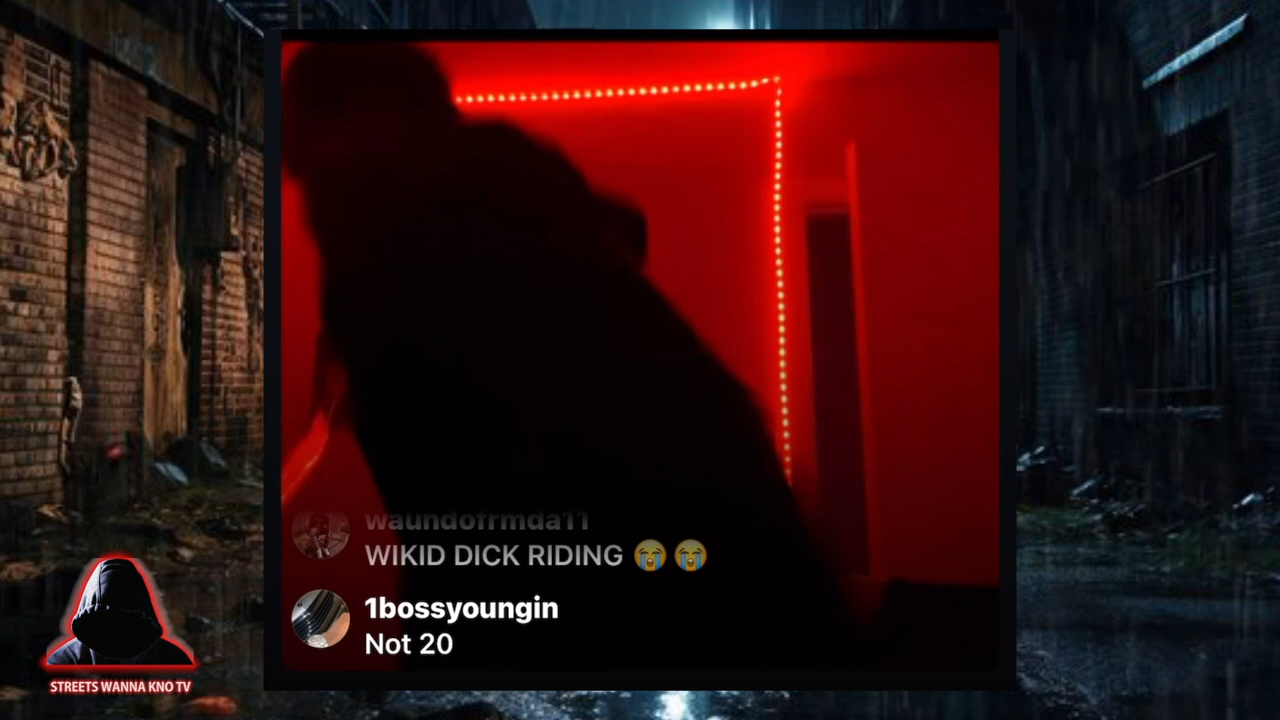 waundofrmda11
WIKID DICK RIDING 😭 😭
1bossyoungin
Not 20
STREETS WANNA KNO TV